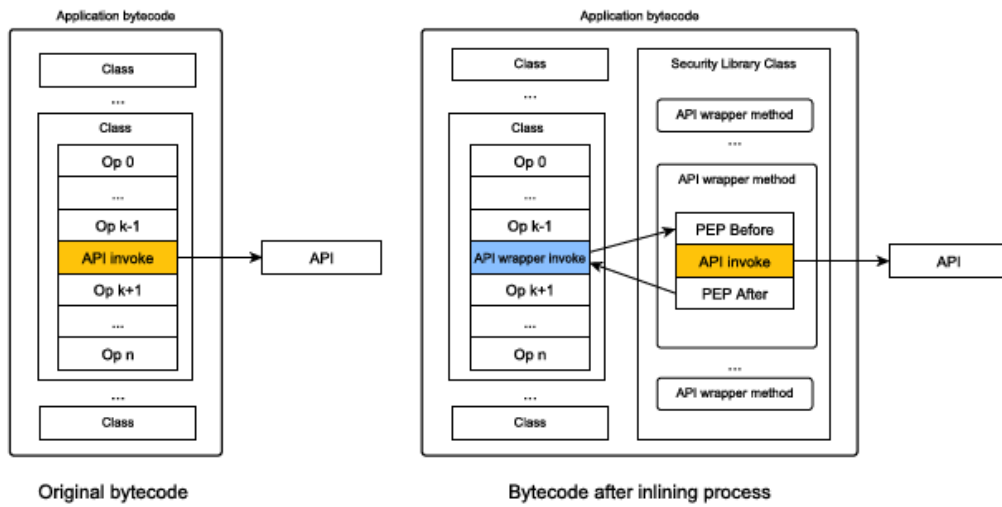 Application bytecode
Class
...
Class
Op 0
...
Op k-1
API invoke
Op k+1
...
Op n
...
Class
API
Original bytecode
Application bytecode
Class
...
Class
Op 0
...
Op k-1
API wrapper invoke
Op k+1
...
Op n
...
Class
Security Library Class
API wrapper method
...
API wrapper method
PEP Before
API invoke
PEP After
...
API wrapper method
API
Bytecode after inlining process